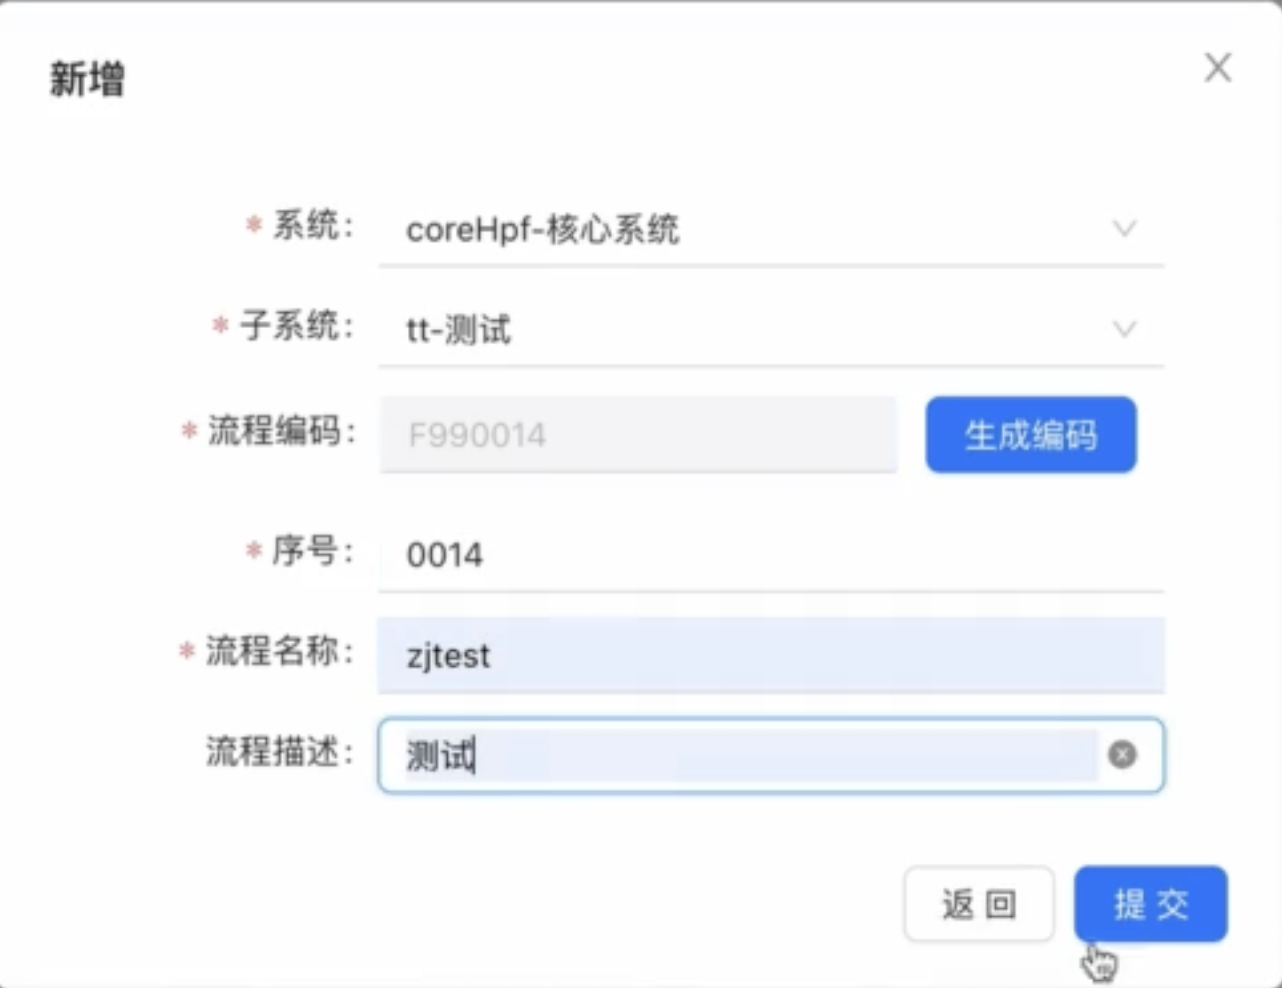 新增
* 系统： coreHpf-核心系统
* 子系统： tt-测试
* 流程编码： F990014 生成编码
* 序号： 0014
* 流程名称： zjtest
流程描述： 测试
返 回 提 交